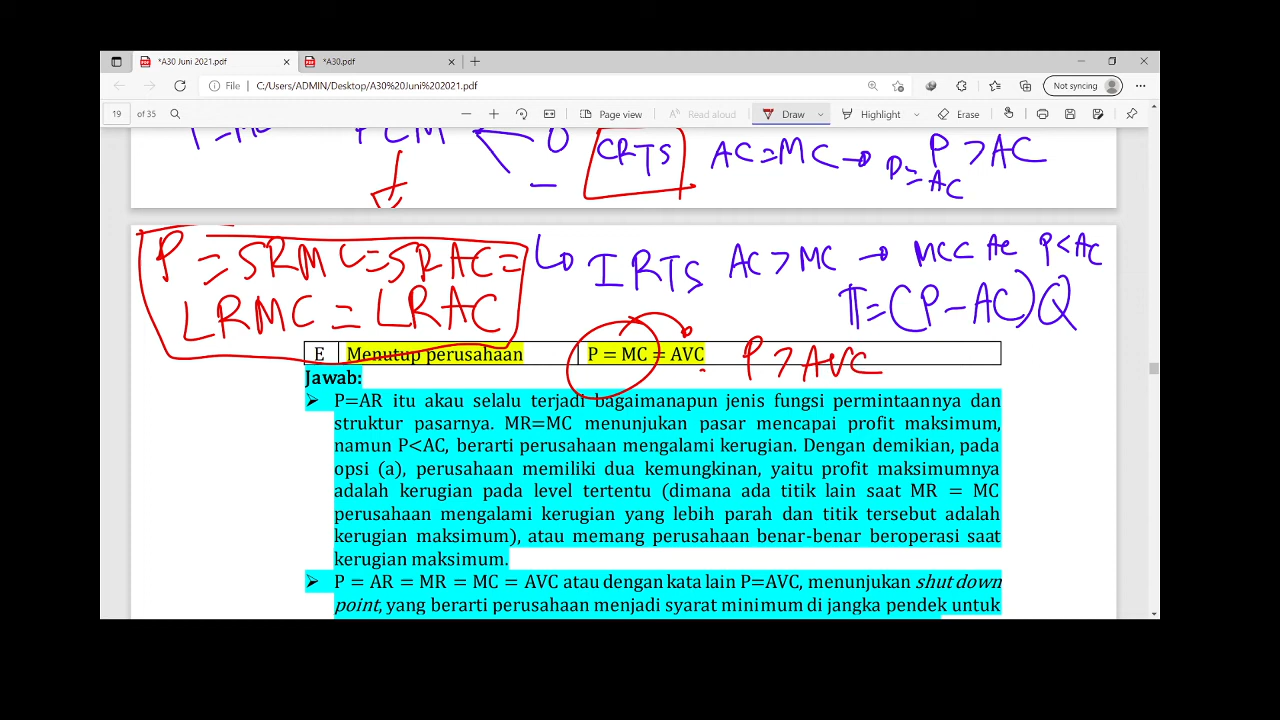 *A30 Juni 2021.pdf
*A30.pdf
File
C:/Users/ADMIN/Desktop/A30%20Juni%202021.pdf
Not syncing
19 of 35
Page view
Read aloud
Draw
Highlight
Erase
0
CRTS AC=MC → P > AC
P = AC
P = SRMC = SRAC =
LRMC = LRAC
IRTS AC > MC → MC < AC P < AC
π = (P - AC) Q
E Menutup perusahaan P = MC = AVC P > AVC
Jawab:
➢ P=AR itu akau selalu terjadi bagaimanapun jenis fungsi permintaannya dan
struktur pasarnya. MR=MC menunjukan pasar mencapai profit maksimum,
namun P<AC, berarti perusahaan mengalami kerugian. Dengan demikian, pada
opsi (a), perusahaan memiliki dua kemungkinan, yaitu profit maksimumnya
adalah kerugian pada level tertentu (dimana ada titik lain saat MR = MC
perusahaan mengalami kerugian yang lebih parah dan titik tersebut adalah
kerugian maksimum), atau memang perusahaan benar-benar beroperasi saat
kerugian maksimum.
➢ P = AR = MR = MC = AVC atau dengan kata lain P=AVC, menunjukan shut down
point, yang berarti perusahaan menjadi syarat minimum di jangka pendek untuk